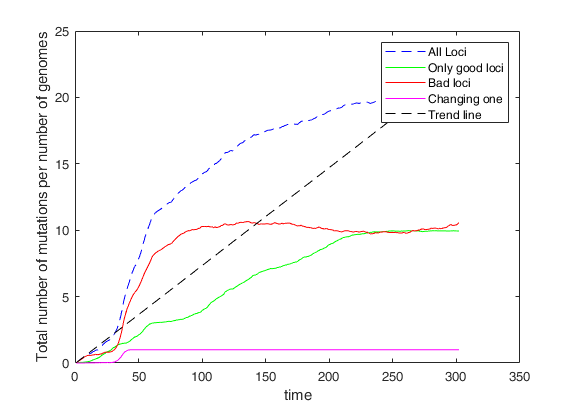 Total number of mutations per number of genomes
25
20
15
10
5
0
All Loci
Only good loci
Bad loci
Changing one
Trend line
0 50 100 150 200 250 300 350
time